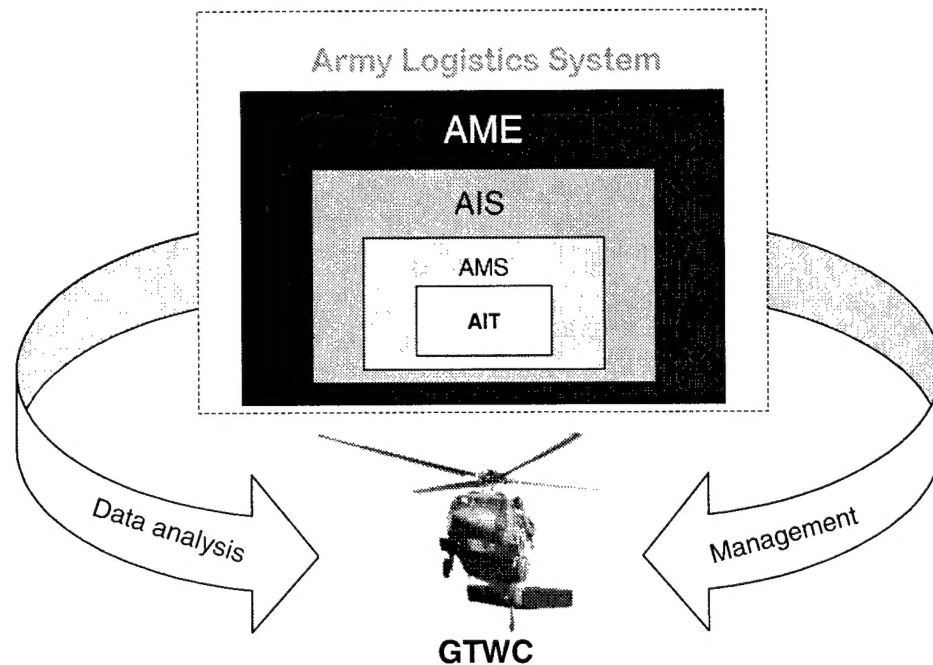 Army Logistics System
AME
AIS
AMS
AIT
Data analysis
Management
GTWC